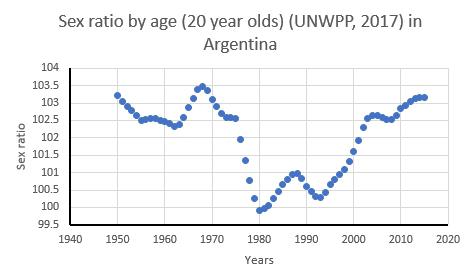 Sex ratio by age (20 year olds) (UNWPP, 2017) in
Argentina
104
103.5
103
102.5
102
101.5
101
100.5
100
99.5
Sex ratio
1940 1950 1960 1970 1980 1990 2000 2010 2020
Years